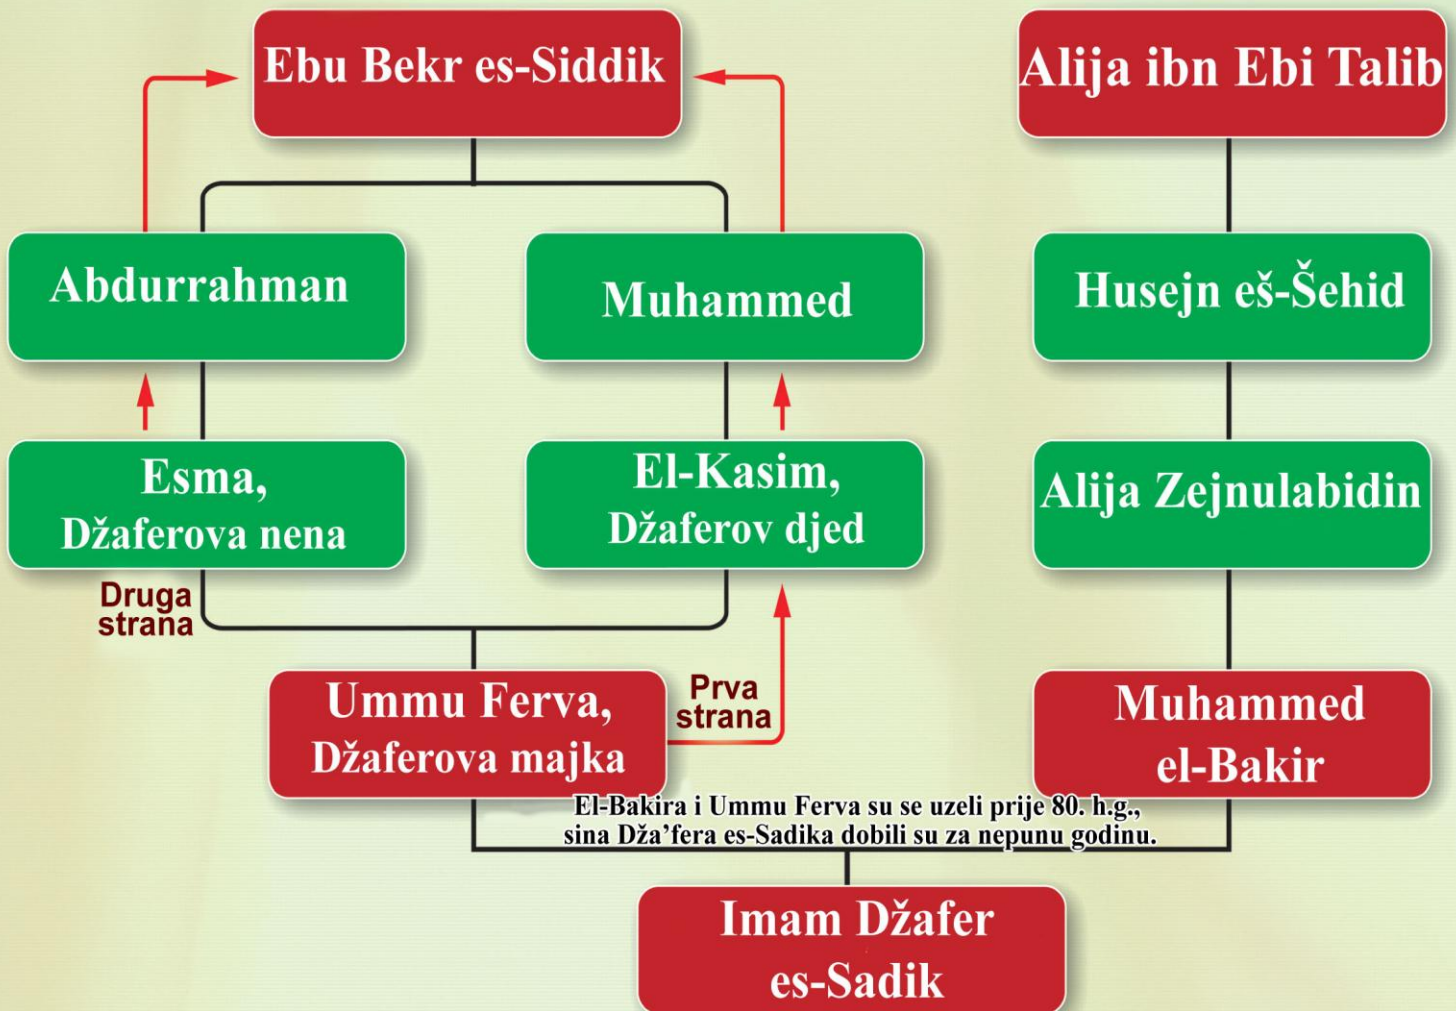 Ebu Bekr es-Siddik
Alija ibn Ebi Talib
Abdurrahman
Muhammed
Husejn eš-Šehid
Esma,
Džaferova nena
El-Kasim,
Džaferov djed
Alija Zejnulabidin
Druga
strana
Ummu Ferva,
Džaferova majka
Prva
strana
Muhammed
el-Bakir
El-Bakira i Ummu Ferva su se uzeli prije 80. h.g.,
sina Dža’fera es-Sadika dobili su za nepunu godinu.
Imam Džafer
es-Sadik